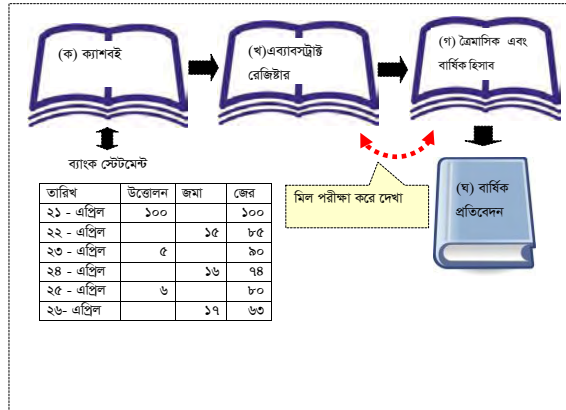 (ক) ক্যাশবই
(খ)এব্যাবসট্রাক্ট
রেজিষ্টার
(গ) ত্রৈমাসিক এবং
বার্ষিক হিসাব
ব্যাংক স্টেটমেন্ট
মিল পরীক্ষা করে দেখা
(ঘ) বার্ষিক
প্রতিবেদন
তারিখ উত্তোলন জমা জের
২১ - এপ্রিল ১০০ ১০০
২২ - এপ্রিল ১৫ ৮৫
২৩ - এপ্রিল ৫ ৯০
২৪ - এপ্রিল ১৬ ৭৪
২৫ - এপ্রিল ৬ ৮০
২৬- এপ্রিল ১৭ ৬৩